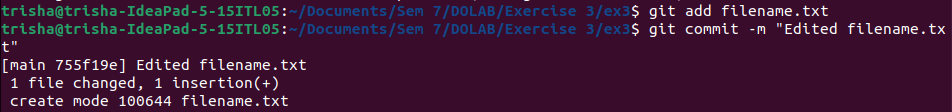 trisha@trisha-IdeaPad-5-15ITL05:~/Documents/Sem 7/DOLAB/Exercise 3/ex3$ git add filename.txt
trisha@trisha-IdeaPad-5-15ITL05:~/Documents/Sem 7/DOLAB/Exercise 3/ex3$ git commit -m "Edited filename.tx
t"
[main 755f19e] Edited filename.txt
 1 file changed, 1 insertion(+)
 create mode 100644 filename.txt